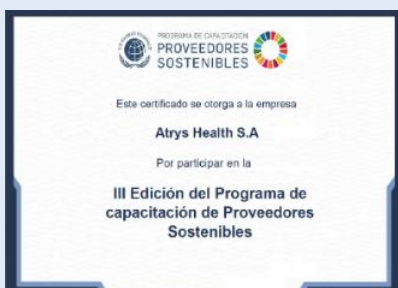 PROGRAMA DE CAPACITACIÓN
PROVEEDORES
SOSTENIBLES
Este certificado se otorga a la empresa
Atrys Health S.A
Por participar en la
III Edición del Programa de
capacitación de Proveedores
Sostenibles